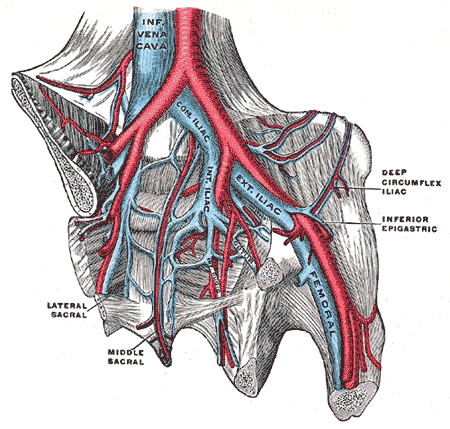 INF.
VENA
CAVA
COM. ILIAC
INT. ILIAC
EXT. ILIAC
DEEP
CIRCUMFLEX
ILIAC
INFERIOR
EPIGASTRIC
FEMORAL
LATERAL
SACRAL
MIDDLE
SACRAL